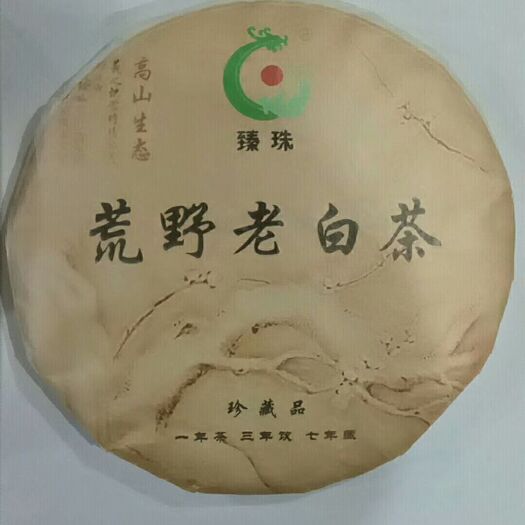 臻珠
高山生态
荒野老白茶
珍藏品
一年茶 三年饮 七年藏